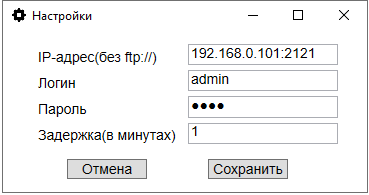 Настройки
IP-адрес(без ftp://) 192.168.0.101:2121
Логин admin
Пароль ●●●●
Задержка(в минутах) 1
Отмена Сохранить